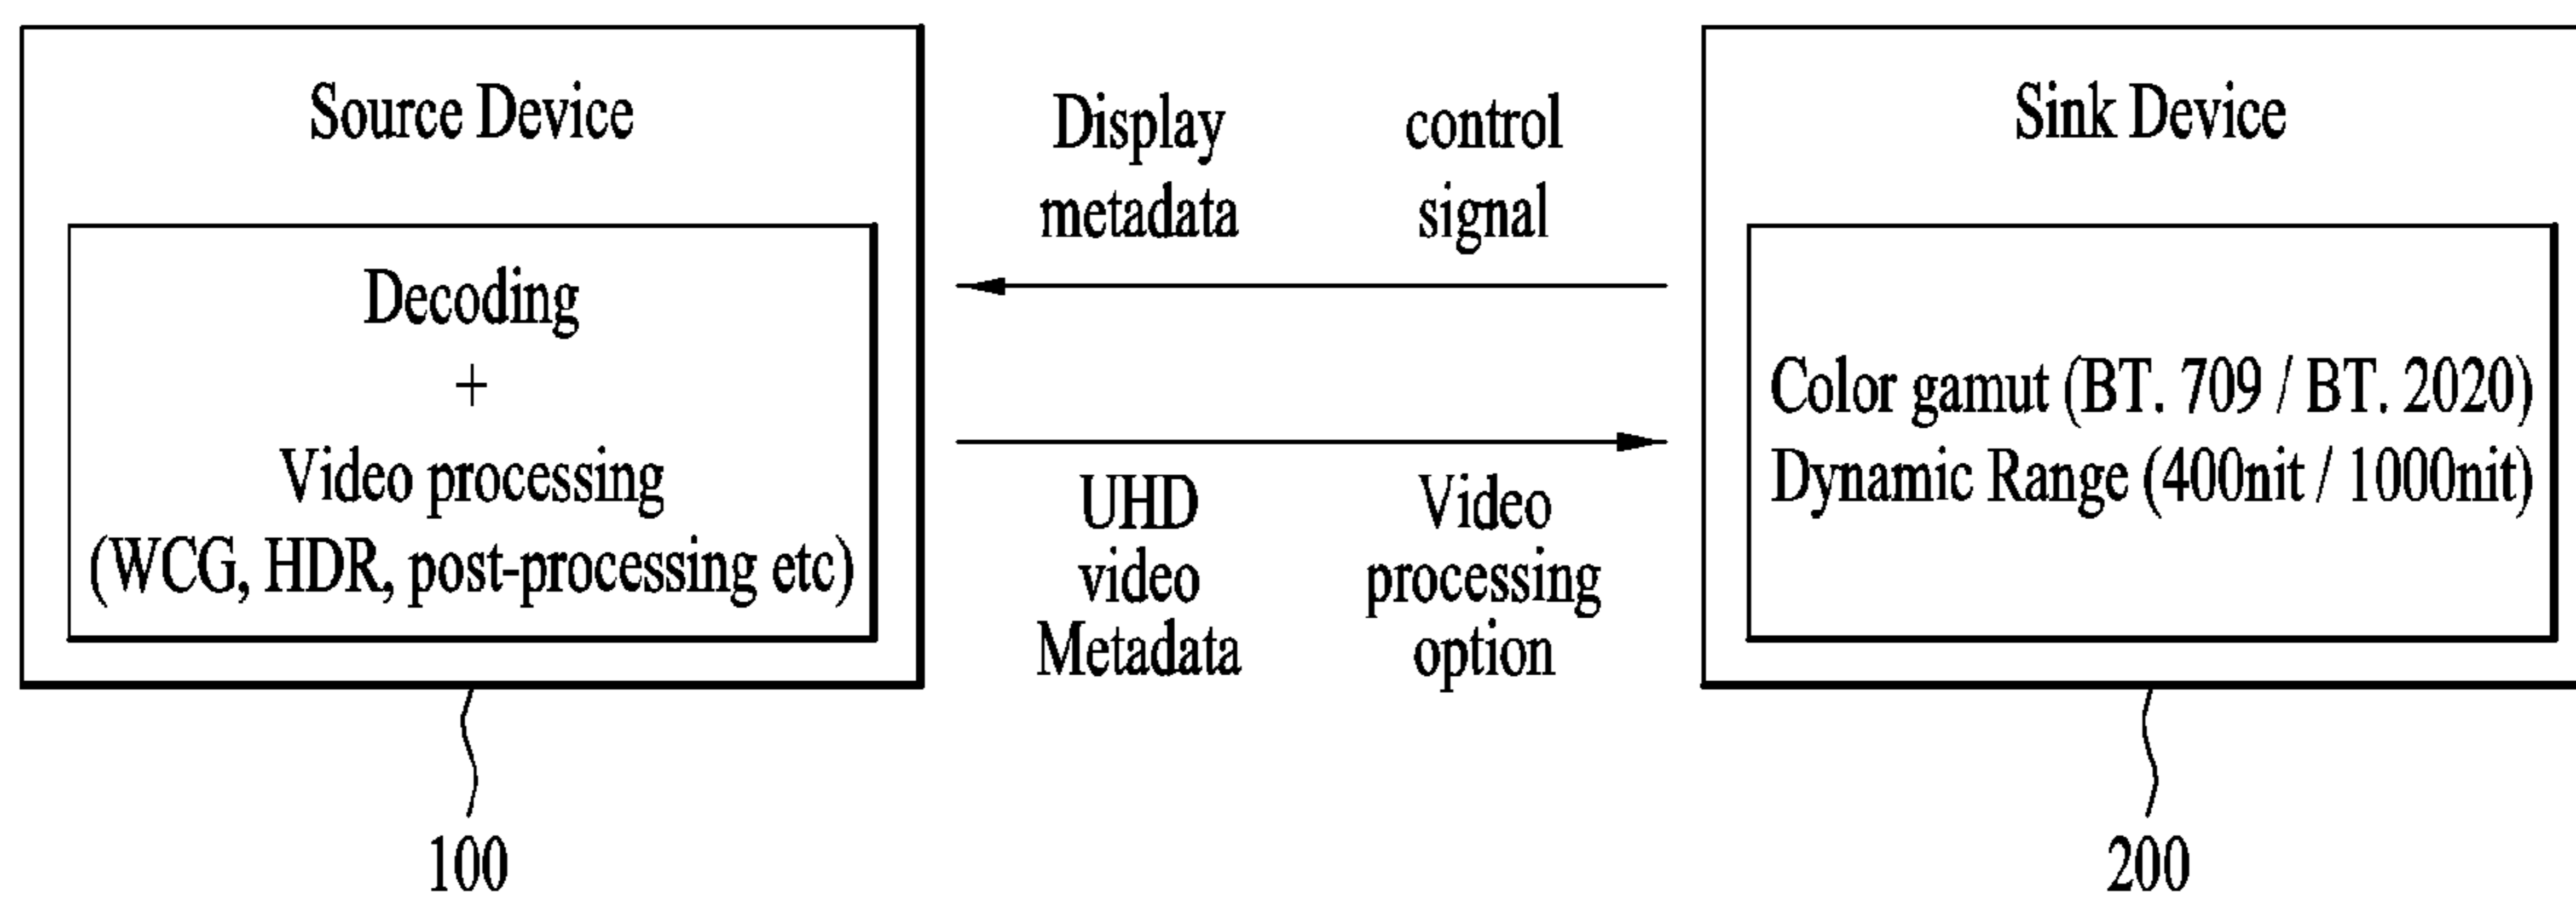 Source Device
Decoding
+
Video processing
(WCG, HDR, post-processing etc)
100
Display
metadata
control
signal
UHD
video
Metadata
Video
processing
option
Sink Device
Color gamut (BT. 709 / BT. 2020)
Dynamic Range (400nit / 1000nit)
200